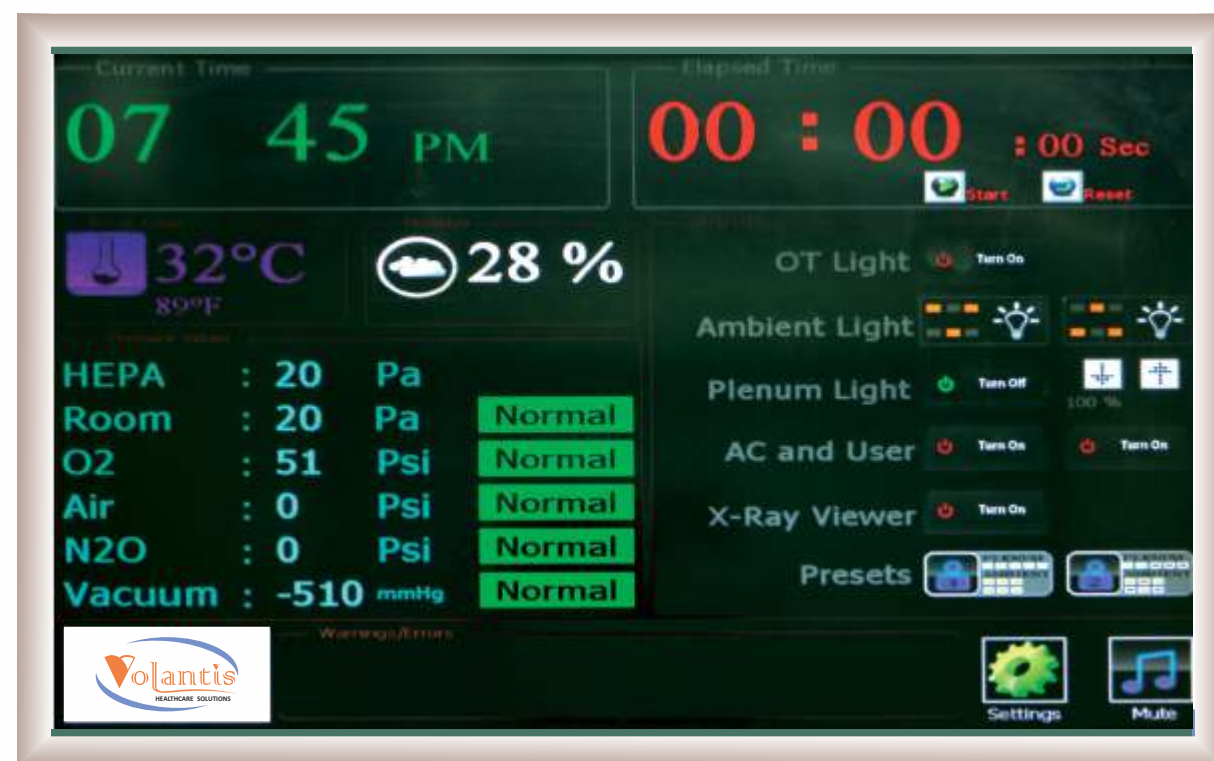 Current Time
07 45 PM
Elapsed Time
00 : 00 : 00 Sec
Start Reset
32°C
89°F
28 %
HEPA : 20 Pa
Room : 20 Pa Normal
O2 : 51 Psi Normal
Air : 0 Psi Normal
N2O : 0 Psi Normal
Vacuum : -510 mmHg Normal
OT Light Turn On
Ambient Light
Plenum Light Turn Off
100 %
AC and User Turn On Turn On
X-Ray Viewer Turn On
Presets
Warnings/Errors
Volantis
HEALTHCARE SOLUTIONS
Settings
Mute